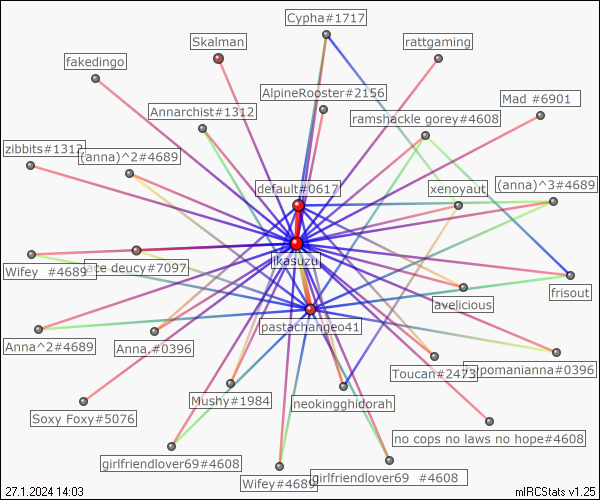 Cypha#1717
Skalman
rattgaming
fakedingo
AlpineRooster#2156
Mad #6901
Annarchist#1312
ramshackle gorey#4608
zibbits#1312
(anna)^2#4689
default#0617
xenoyaut
(anna)^3#4689
likasuzu
Wifey #4689
ace deucy#7097
frisout
avelicious
pastachangeo41
Anna^2#4689
Anna.#0396
Toucan#2473
ypomanianna#0396
Mushy#1984
neokingghidorah
Soxy Foxy#5076
no cops no laws no hope#4608
girlfriendlover69#4608
Wifey#4689
girlfriendlover69 #4608
27.1.2024 14:03
mIRCStats v1.25